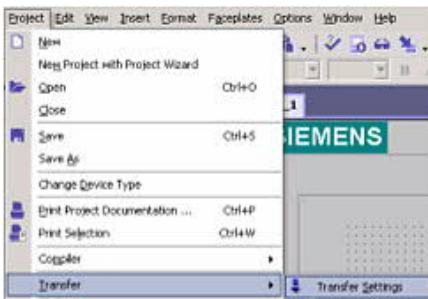 Project Edit View Insert Format Faceplates Options Window Help
New
New Project with Project Wizard
Open Ctrl+O
Close
_1
Save Ctrl+S
SIEMENS
Save As
Change Device Type
Print Project Documentation ... Ctrl+P
Print Selection Ctrl+W
Compiler
Transfer
Transfer Settings